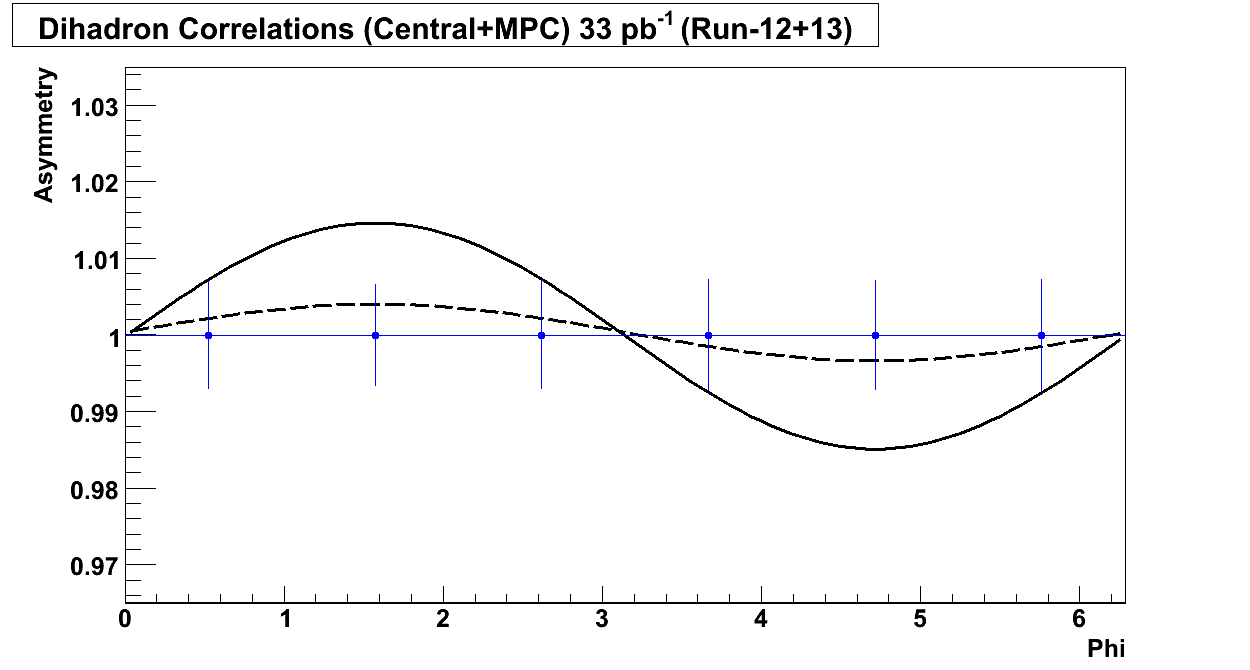 Dihadron Correlations (Central+MPC) 33 pb-1 (Run-12+13)
Asymmetry
1.03
1.02
1.01
1
0.99
0.98
0.97
0 1 2 3 4 5 6
Phi